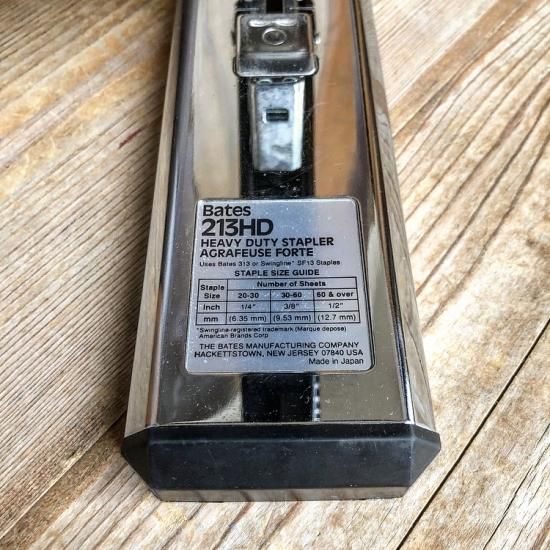 Bates
213HD
HEAVY DUTY STAPLER
AGRAFEUSE FORTE
Uses Bates 313 or Swingline* SF13 Staples
STAPLE SIZE GUIDE
Staple Size Number of Sheets
20-30 30-60 60 & over
Inch 1/4" 3/8" 1/2"
mm (6.35 mm) (9.53 mm) (12.7 mm)
*Swingline-registered trademark (Marque depose)
American Brands Corp
THE BATES MANUFACTURING COMPANY
HACKETTSTOWN, NEW JERSEY 07840 USA
Made in Japan